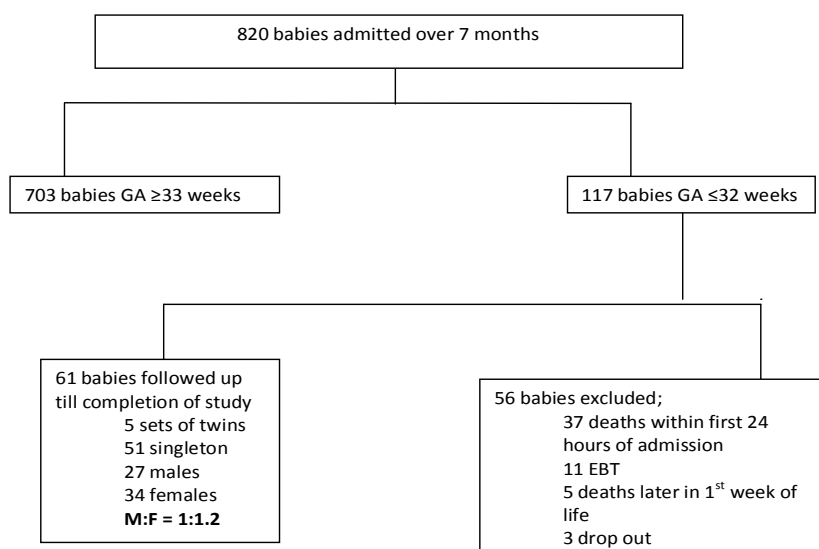 820 babies admitted over 7 months
703 babies GA ≥33 weeks
117 babies GA ≤32 weeks
61 babies followed up
till completion of study
5 sets of twins
51 singleton
27 males
34 females
M:F = 1:1.2
56 babies excluded;
37 deaths within first 24
hours of admission
11 EBT
5 deaths later in 1st week of
life
3 drop out